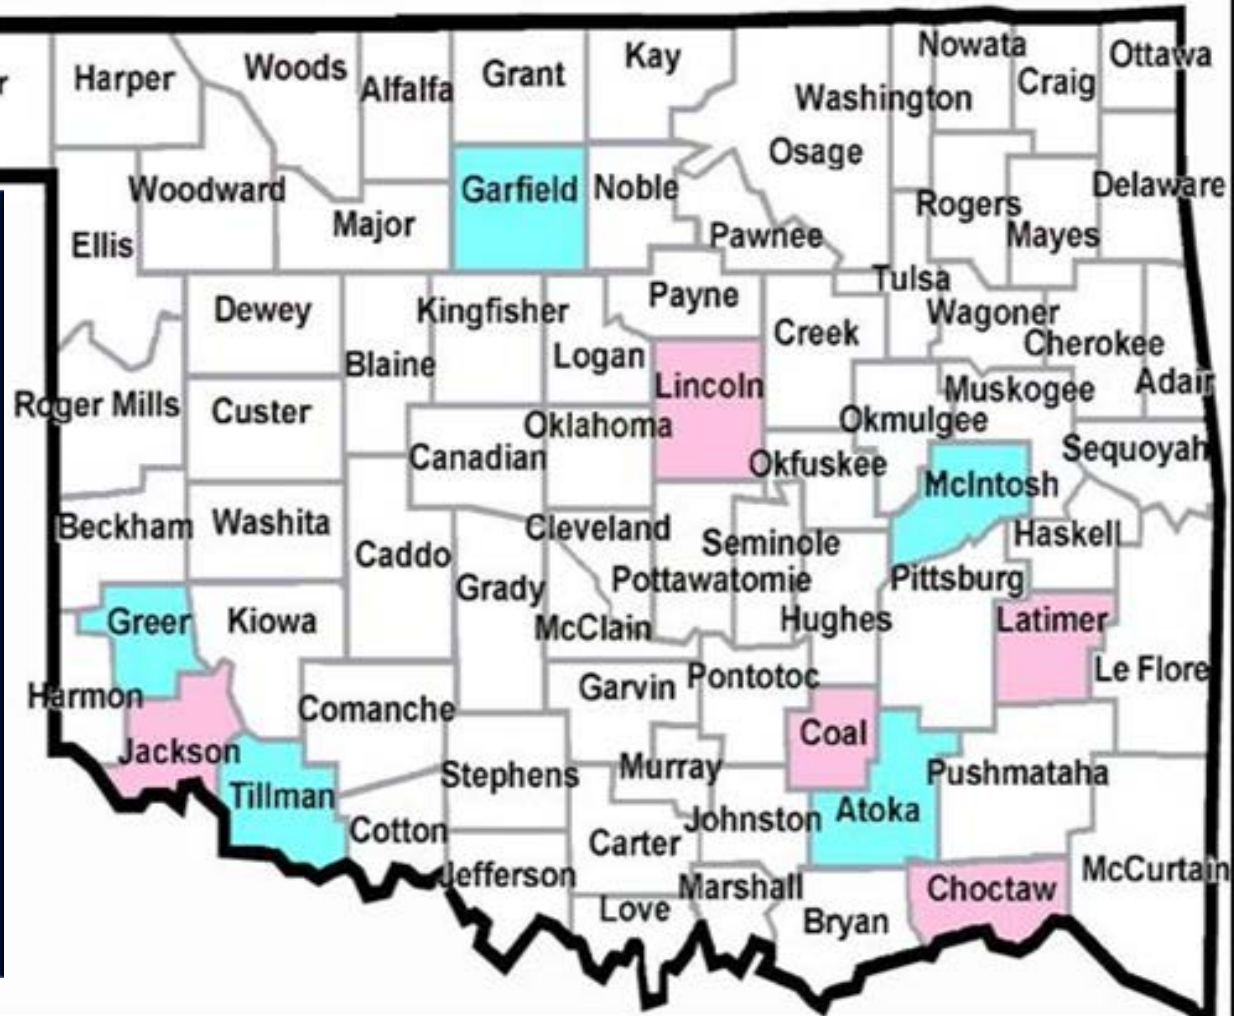 Nowata
Ottawa
Kay
Woods
Grant
Harper
Craig
r
Alfalfa
Washington
Osage
Woodward
Garfield
Noble
Delaware
Rogers
Major
Pawnee
Mayes
Ellis
Tulsa
Payne
Dewey
Kingfisher
Wagoner
Creek
Cherokee
Logan
Blaine
Lincoln
Muskogee
Adair
Roger Mills
Custer
Okmulgee
Oklahoma
Canadian
Sequoyah
Okfuskee
McIntosh
Beckham
Washita
Cleveland
Haskell
Seminole
Caddo
Pottawatomie
Pittsburg
Grady
Greer
Kiowa
McClain
Hughes
Latimer
Le Flore
Harmon
Garvin
Pontotoc
Comanche
Coal
Jackson
Stephens
Murray
Pushmataha
Tillman
Atoka
Johnston
Cotton
Carter
McCurtain
Jefferson
Marshall
Choctaw
Love
Bryan